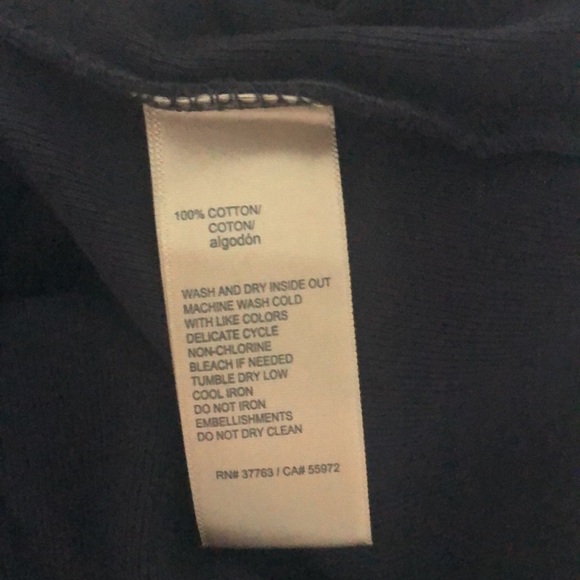 100% COTTON/
COTON/
algodón
WASH AND DRY INSIDE OUT
MACHINE WASH COLD
WITH LIKE COLORS
DELICATE CYCLE
NON-CHLORINE
BLEACH IF NEEDED
TUMBLE DRY LOW
COOL IRON
DO NOT IRON
EMBELLISHMENTS
DO NOT DRY CLEAN
RN# 37763 / CA# 55972